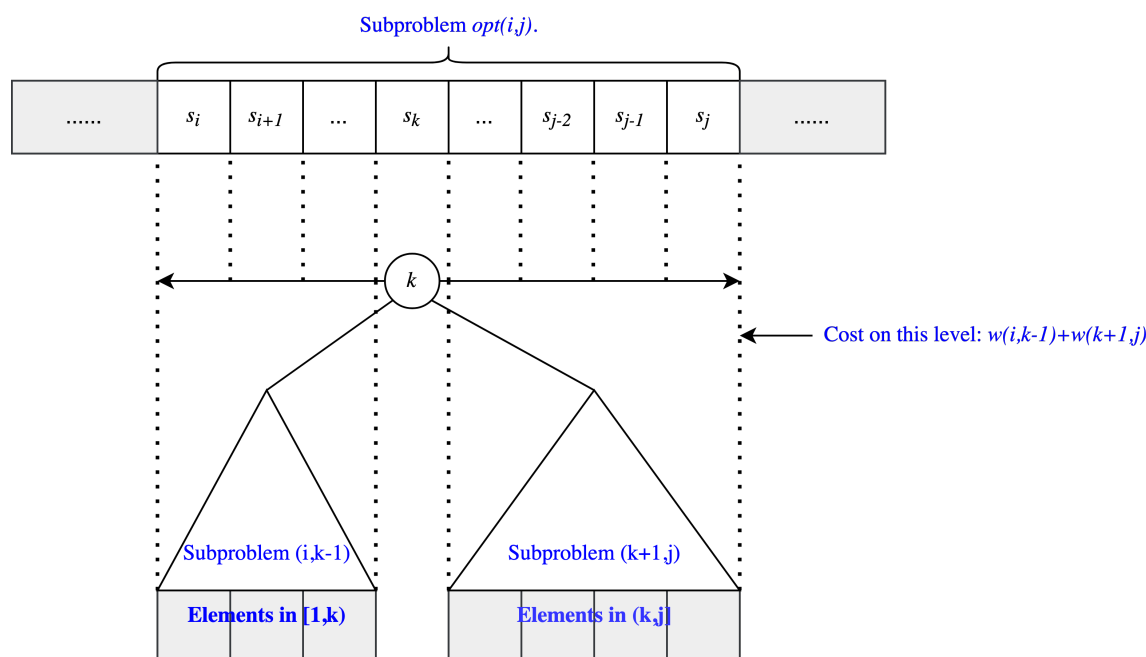 Subproblem opt(i,j).
......
s_i
s_{i+1}
...
s_k
...
s_{j-2}
s_{j-1}
s_j
......
k
Cost on this level: w(i,k-1)+w(k+1,j)
Subproblem (i,k-1)
Subproblem (k+1,j)
Elements in [1,k)
Elements in (k,j]